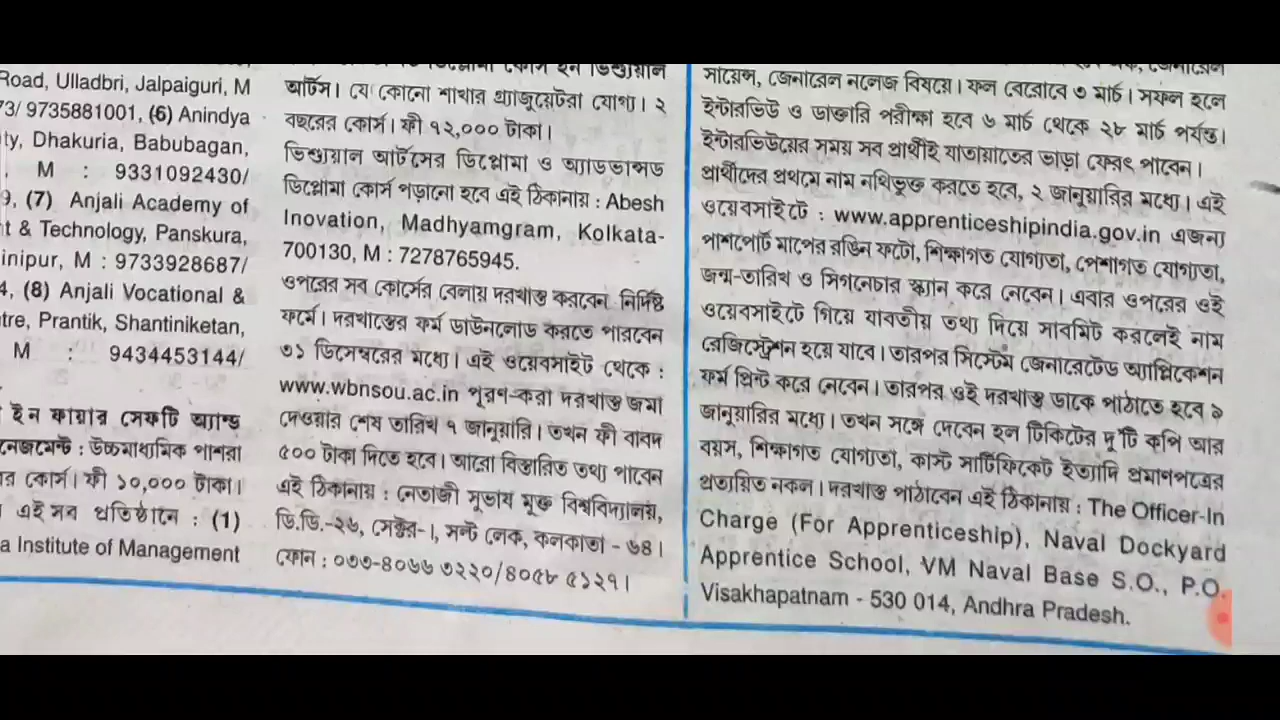 Road, Ulladbri, Jalpaiguri, M
73/ 9735881001, (6) Anindya
ty, Dhakuria, Babubagan,
. M : 9331092430/
9, (7) Anjali Academy of
t & Technology, Panskura,
inipur, M : 9733928687/
4, (8) Anjali Vocational &
tre, Prantik, Shantiniketan,
M : 9434453144/
ইন ফায়ার সেফটি অ্যান্ড
নেজমেন্ট : উচ্চমাধ্যমিক পাশরা
র কোর্স। ফী ১০,০০০ টাকা।
এই সব প্রতিষ্ঠানে : (1)
a Institute of Management
কোর্স ইন ভিশুয়াল
আর্টস। যে কোনো শাখার গ্র্যাজুয়েটরা যোগ্য। ২
বছরের কোর্স। ফী ১২,০০০ টাকা।
ভিশুয়াল আর্টসের ডিপ্লোমা ও অ্যাডভান্সড
ডিপ্লোমা কোর্স পড়ানো হবে এই ঠিকানায় : Abesh
Inovation, Madhyamgram, Kolkata-
700130, M : 7278765945.
ওপরের সব কোর্সের বেলায় দরখাস্ত করবেন নির্দিষ্ট
ফর্মে। দরখাস্তের ফর্ম ডাউনলোড করতে পারবেন
৩১ ডিসেম্বরের মধ্যে। এই ওয়েবসাইট থেকে :
www.wbnsou.ac.in পূরণ-করা দরখাস্ত জমা
দেওয়ার শেষ তারিখ ৭ জানুয়ারি। তখন ফী বাবদ
৫০০ টাকা দিতে হবে। আরো বিস্তারিত তথ্য পাবেন
এই ঠিকানায় : নেতাজী সুভাষ মুক্ত বিশ্ববিদ্যালয়,
ডি.ডি.-২৬, সেক্টর-।, সল্ট লেক, কলকাতা - ৬৪।
ফোন : ০৩৩-৪০৬৬ ৩২২০/৪০৫৮ ৫১২৭।
সায়েন্স, জেনারেল নলেজ বিষয়ে। ফল বেরোবে ৩ মার্চ। সফল হলে
ইন্টারভিউ ও ডাক্তারি পরীক্ষা হবে ৬ মার্চ থেকে ২৮ মার্চ পর্যন্ত।
ইন্টারভিউয়ের সময় সব প্রার্থীই যাতায়াতের ভাড়া ফেরৎ পাবেন।
প্রার্থীদের প্রথমে নাম নথিভুক্ত করতে হবে, ২ জানুয়ারির মধ্যে। এই
ওয়েবসাইটে : www.apprenticeshipindia.gov.in এজন্য
পাশপোর্ট মাপের রঙিন ফটো, শিক্ষাগত যোগ্যতা, পেশাগত যোগ্যতা,
জন্ম-তারিখ ও সিগনেচার স্ক্যান করে নেবেন। এবার ওপরের ওই
ওয়েবসাইটে গিয়ে যাবতীয় তথ্য দিয়ে সাবমিট করলেই নাম
রেজিস্ট্রেশন হয়ে যাবে। তারপর সিস্টেম জেনারেটেড অ্যাপ্লিকেশন
ফর্ম প্রিন্ট করে নেবেন। তারপর ওই দরখাস্ত ডাকে পাঠাতে হবে ৯
জানুয়ারির মধ্যে। তখন সঙ্গে দেবেন হল টিকিটের দু'টি কপি আর
বয়স, শিক্ষাগত যোগ্যতা, কাস্ট সার্টিফিকেট ইত্যাদি প্রমাণপত্রের
প্রত্যয়িত নকল। দরখাস্ত পাঠাবেন এই ঠিকানায় : The Officer-In
Charge (For Apprenticeship), Naval Dockyard
Apprentice School, VM Naval Base S.O., P.O.
Visakhapatnam - 530 014, Andhra Pradesh.